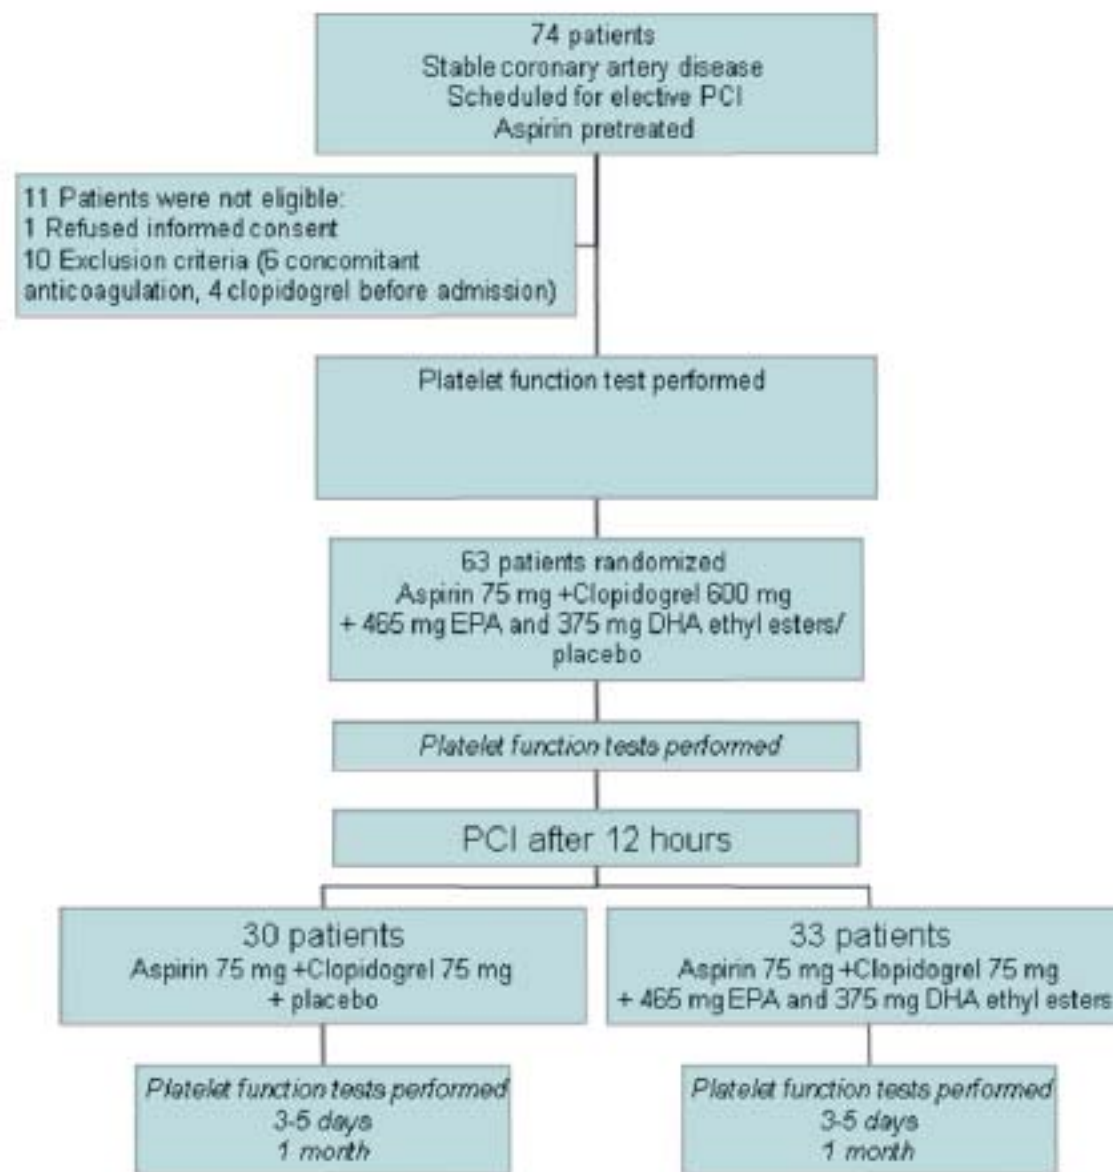 74 patients
Stable coronary artery disease
Scheduled for elective PCI
Aspirin pretreated
11 Patients were not eligible:
1 Refused informed consent
10 Exclusion criteria (6 concomitant
anticoagulation, 4 clopidogrel before admission)
Platelet function test performed
63 patients randomized
Aspirin 75 mg +Clopidogrel 600 mg
+ 465 mg EPA and 375 mg DHA ethyl esters/
placebo
Platelet function tests performed
PCI after 12 hours
30 patients
Aspirin 75 mg +Clopidogrel 75 mg
+ placebo
33 patients
Aspirin 75 mg +Clopidogrel 75 mg
+ 465 mg EPA and 375 mg DHA ethyl esters
Platelet function tests performed
3-5 days
1 month
Platelet function tests performed
3-5 days
1 month